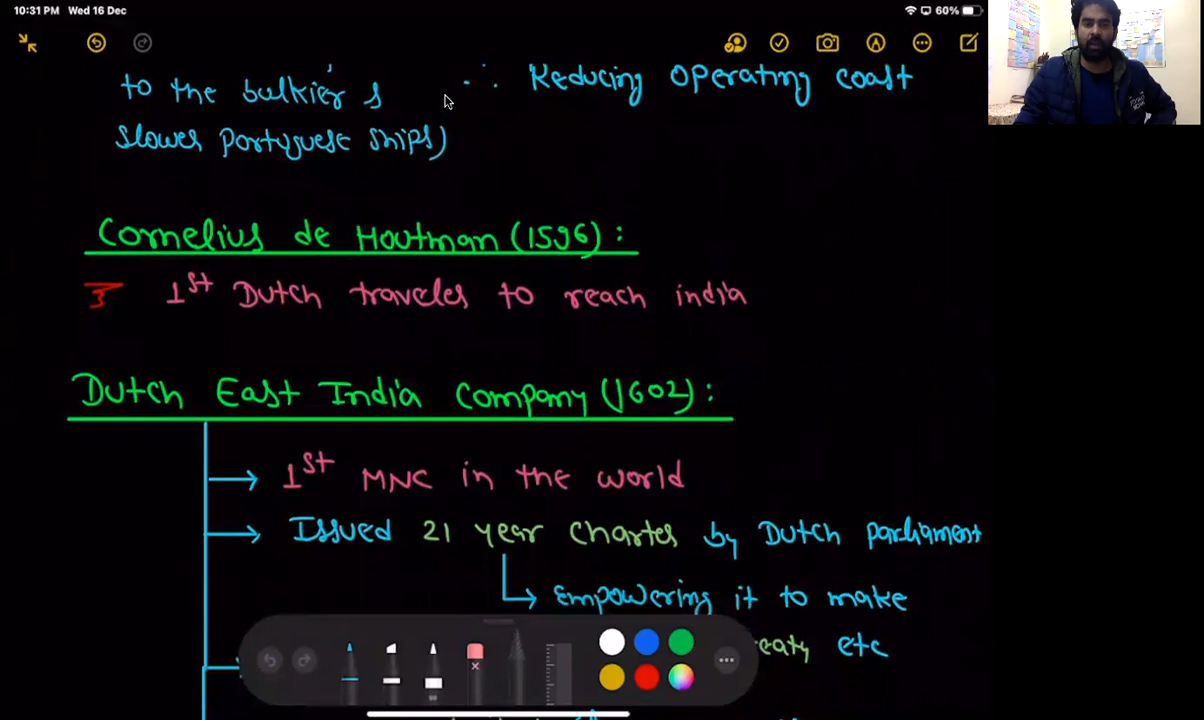 10:31 PM Wed 16 Dec
60%
to the bulkier s ∴ Reducing Operating coast
slower Portuguese ships)
Cornelius de Houtman (1596) :
1st Dutch traveler to reach india
Dutch East India Company (1602) :
→ 1st MNC in the world
→ Issued 21 year charter by Dutch parliament
→ Empowering it to make
eaty etc